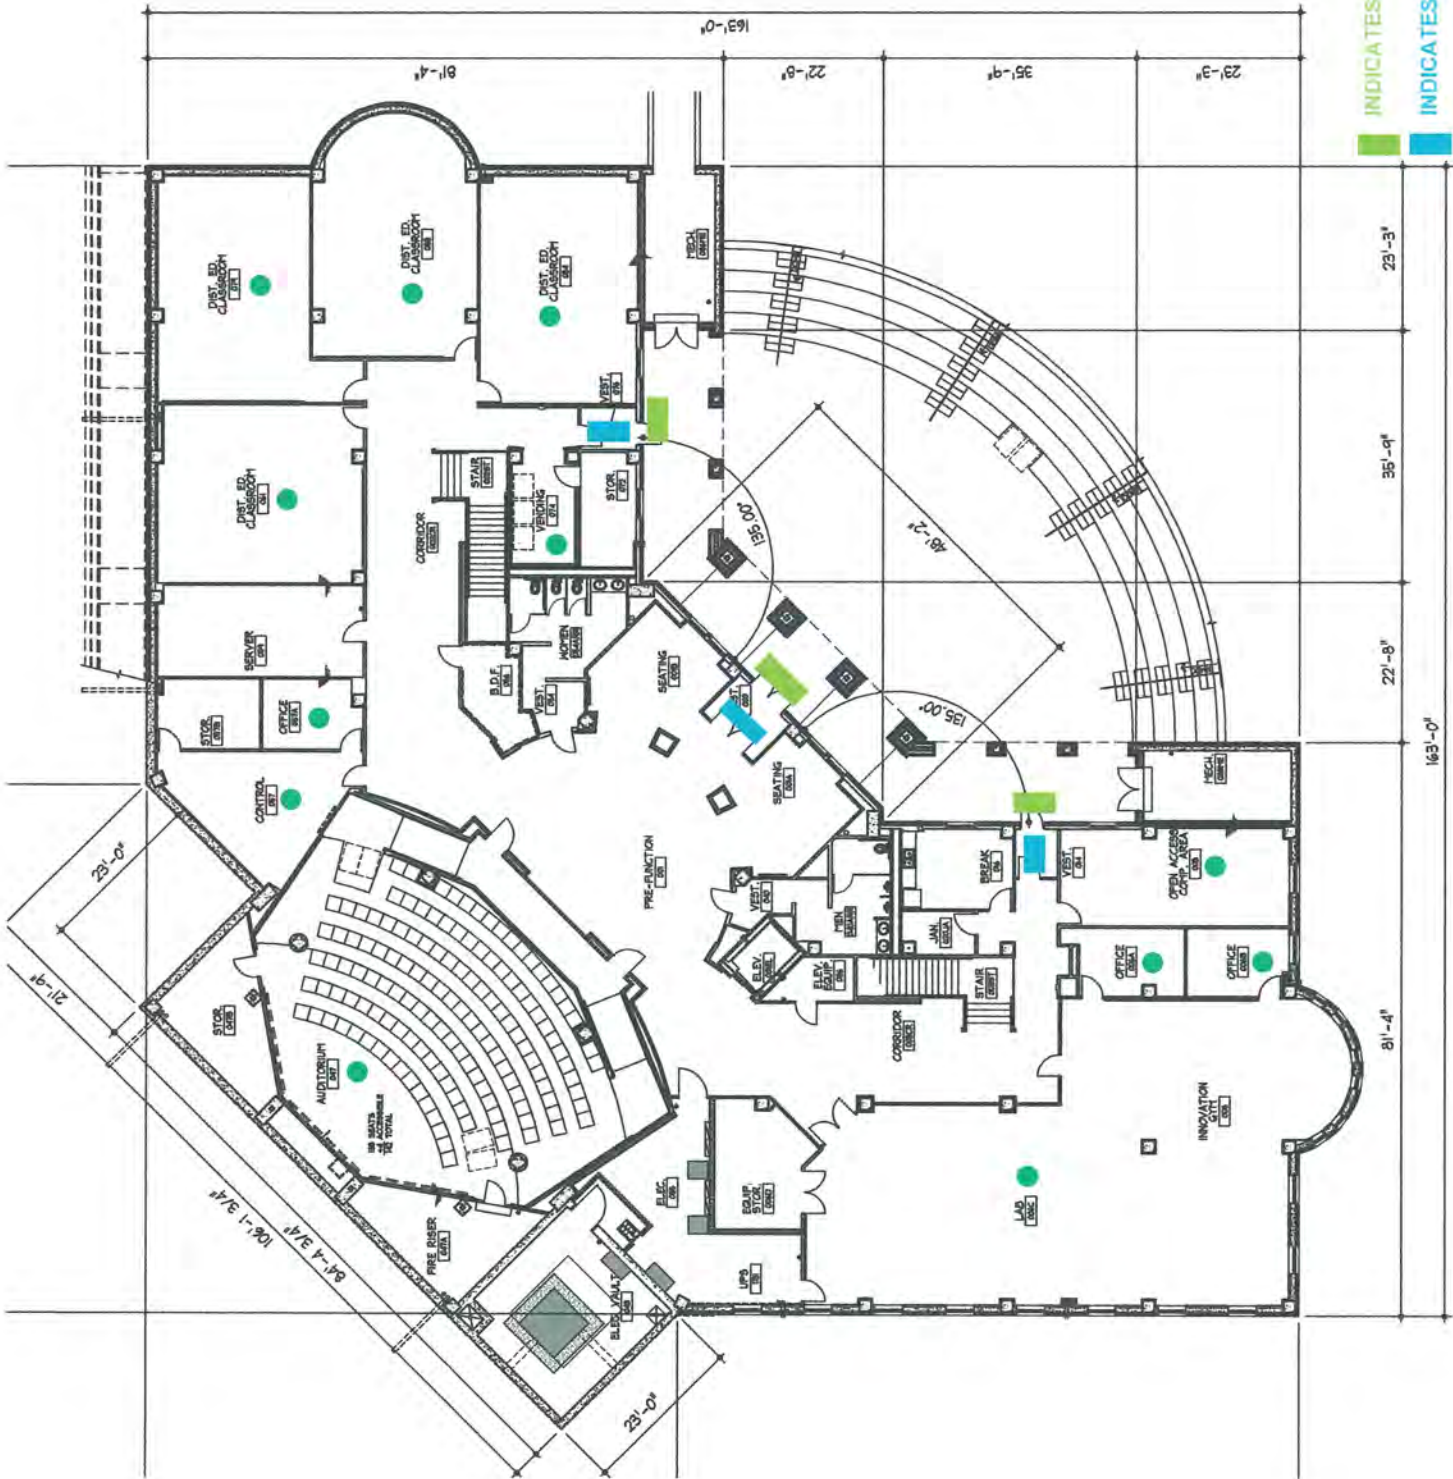 163'-0"
81'-4"
22'-8"
35'-9"
23'-3"
INDICATES
INDICATES
DIST. ED.
CLASSROOM
DIST. ED.
CLASSROOM
DIST. ED.
CLASSROOM
MECH.
VEST.
DIST. ED.
CLASSROOM
CORRIDOR
STAIR
VENDING
074
STOR.
072
SERVER
STOR.
OFFICE
CONTROL
B.D.F.
VEST.
WOMEN
SEATING
SEATING
PRE-FUNCTION
135.00°
135.00°
48'-2"
23'-3"
35'-9"
22'-8"
163'-0"
81'-4"
23'-0"
21'-9"
106'-1 3/4"
84'-4 3/4"
23'-0"
STOR.
AUDITORIUM
142 TOTAL
FIRE RISER
ELEC. VAULT
ELEC.
UPS
EQUIP.
STOR.
VEST.
MEN
ELEV.
ELEV.
EQUIP
JAN.
BREAK
STAIR
CORRIDOR
VEST.
MECH.
OPEN ACCESS
COMP. AREA
OFFICE
OFFICE
INNOVATION
GYM
LAB